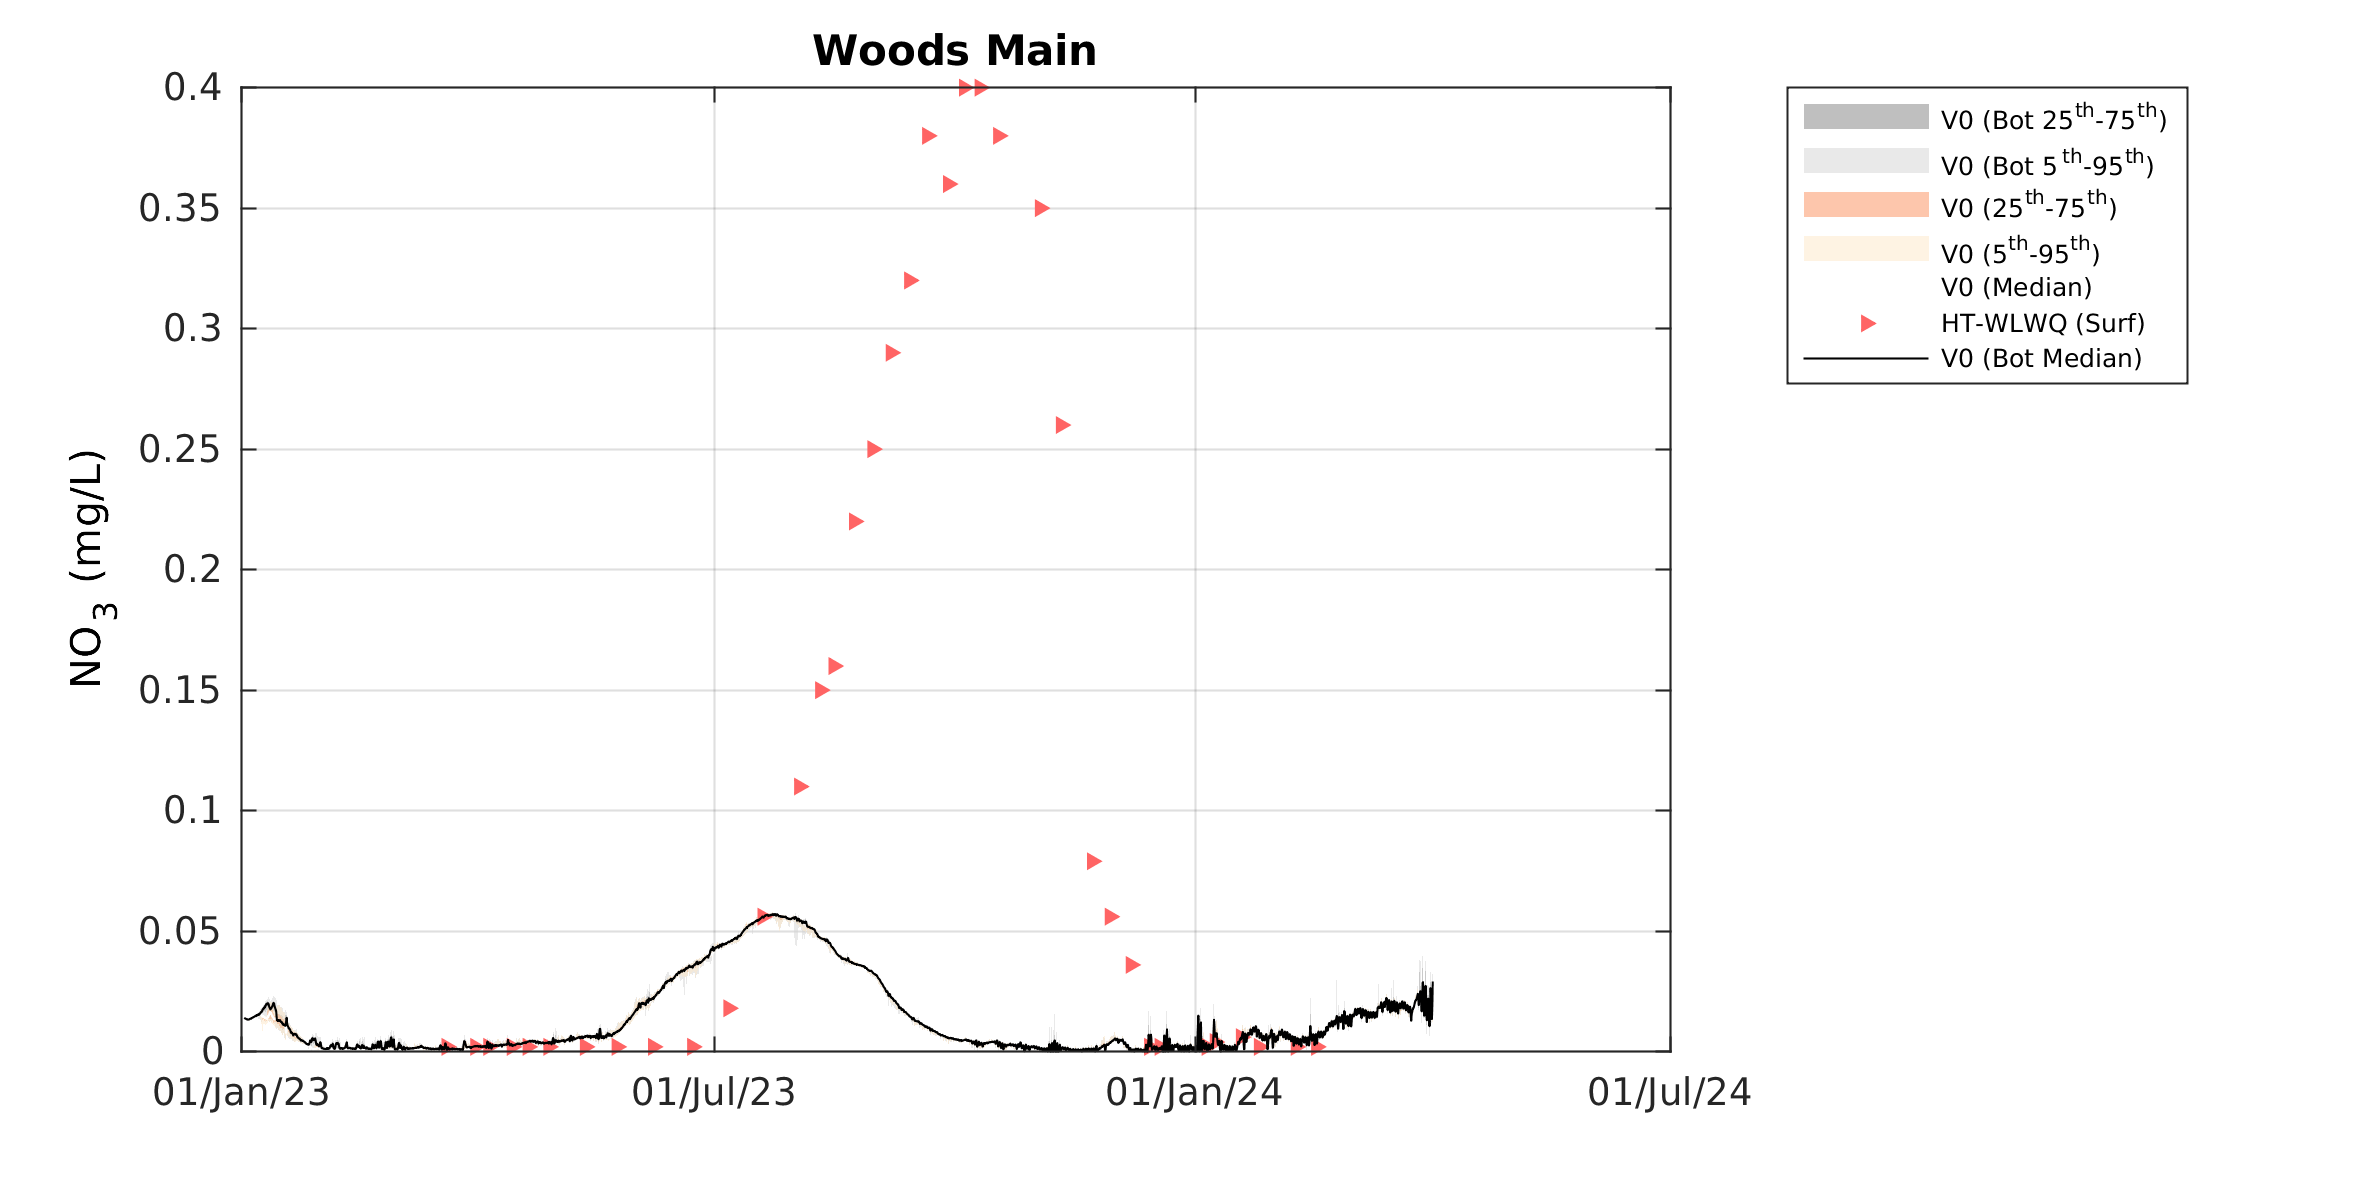 Woods Main
0.4
0.35
0.3
0.25
0.2
0.15
0.1
0.05
0
NO3 (mg/L)
01/Jan/23
01/Jul/23
01/Jan/24
01/Jul/24
V0 (Bot 25th-75th)
V0 (Bot 5th-95th)
V0 (25th-75th)
V0 (5th-95th)
V0 (Median)
HT-WLWQ (Surf)
V0 (Bot Median)